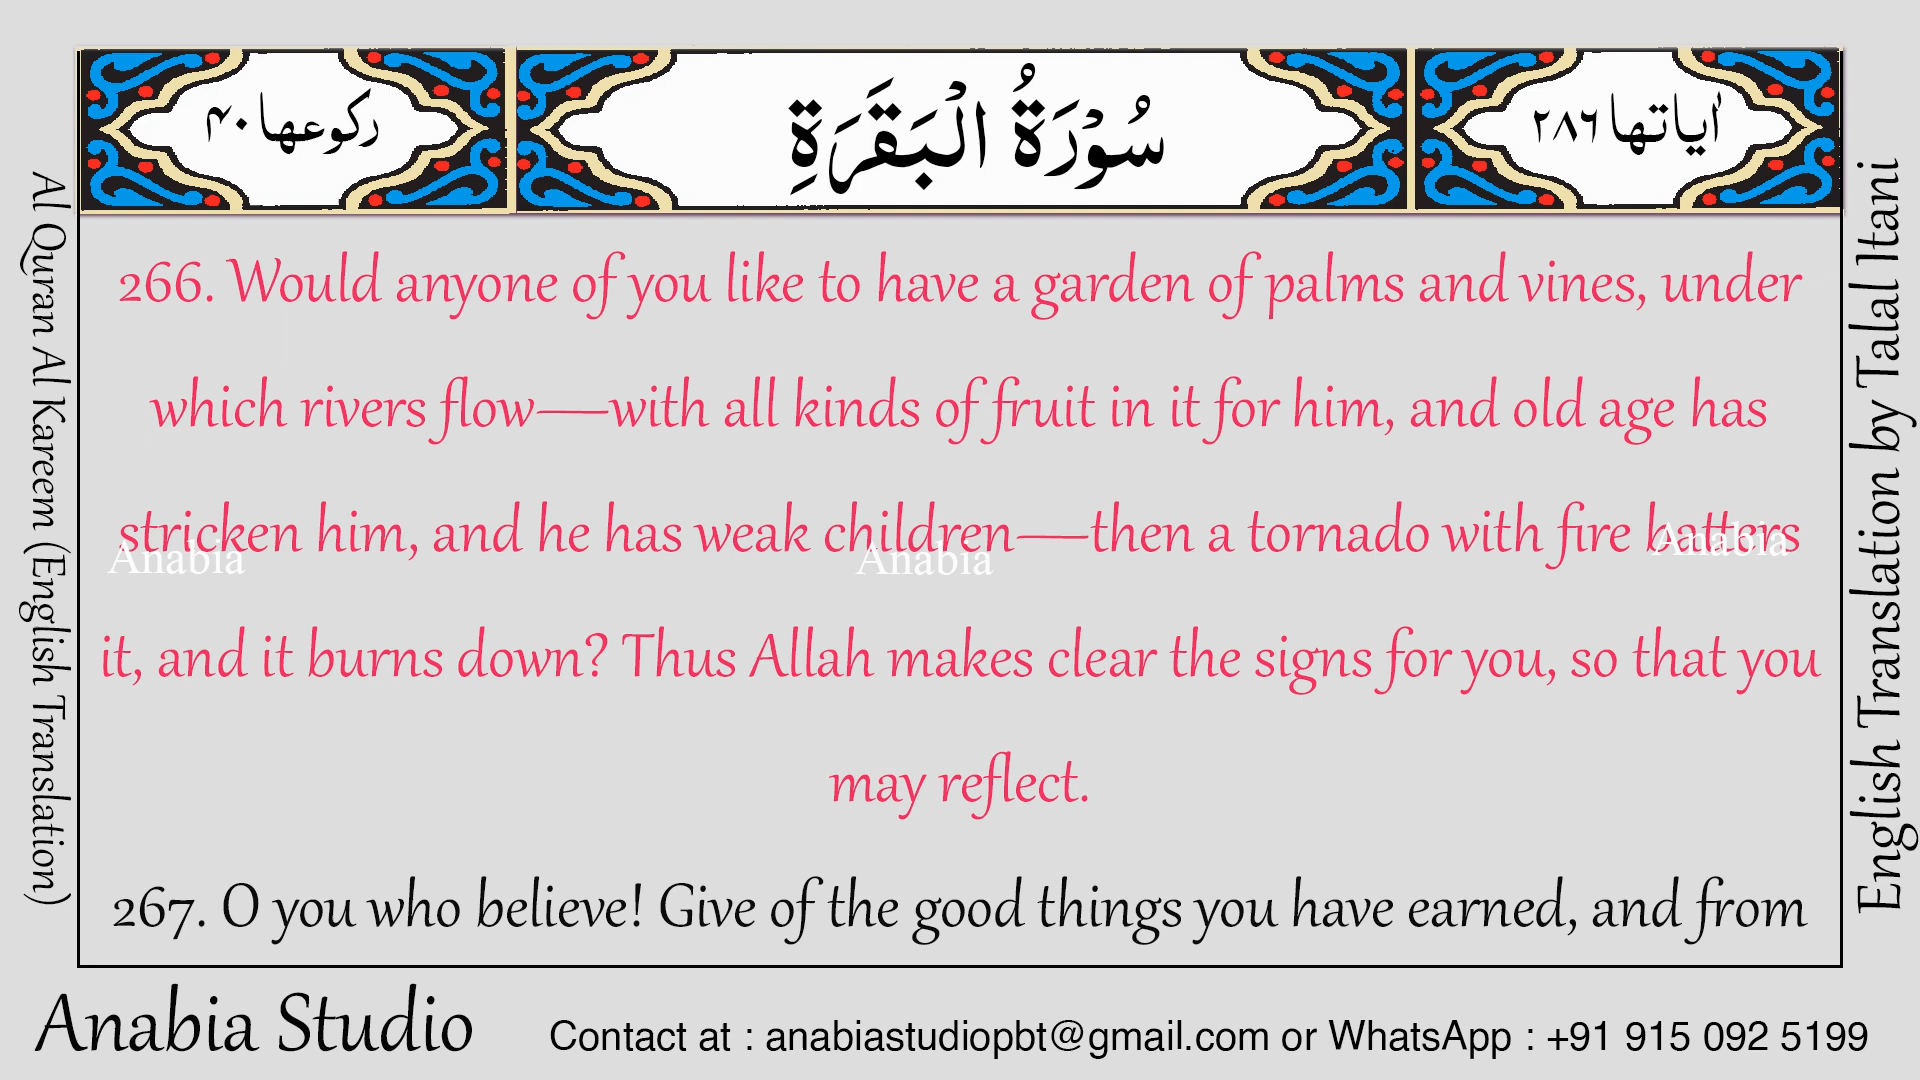 رکوعها ۴۰
سُوْرَةُ الْبَقَرَةِ
اٰیاتها ۲۸۶
Al Quran Al Kareem (English Translation)
266. Would anyone of you like to have a garden of palms and vines, under
which rivers flow—with all kinds of fruit in it for him, and old age has
stricken him, and he has weak children—then a tornado with fire batters
Anabia Anabia Anabia
it, and it burns down? Thus Allah makes clear the signs for you, so that you
may reflect.
267. O you who believe! Give of the good things you have earned, and from
English Translation by Talal Itani
Anabia Studio
Contact at : anabiastudiopbt@gmail.com or WhatsApp : +91 915 092 5199